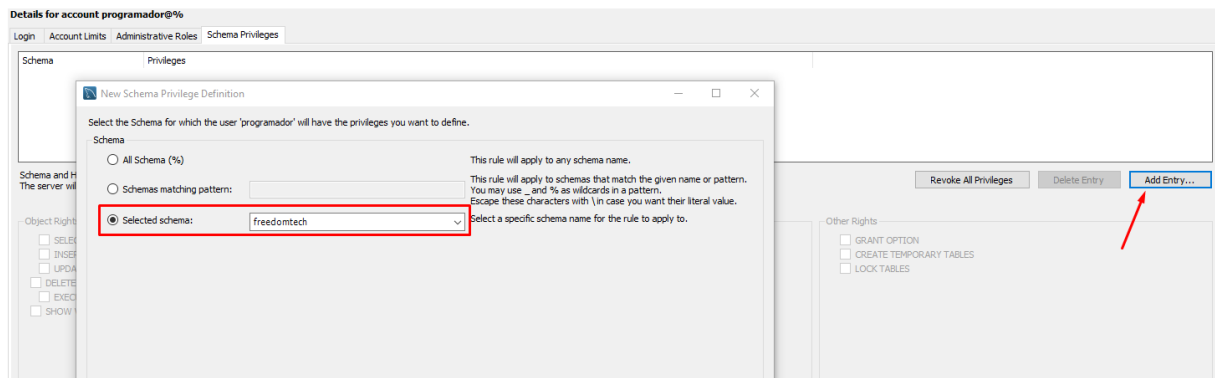 Details for account programador@%
Login Account Limits Administrative Roles Schema Privileges
Schema Privileges
New Schema Privilege Definition
Select the Schema for which the user 'programador' will have the privileges you want to define.
Schema
All Schema (%) This rule will apply to any schema name.
Schemas matching pattern: This rule will apply to schemas that match the given name or pattern.
You may use _ and % as wildcards in a pattern.
Escape these characters with \ in case you want their literal value.
Selected schema: freedomtech Select a specific schema name for the rule to apply to.
Schema and H
The server wil
Revoke All Privileges Delete Entry Add Entry...
Object Right
SELE
INSE
UPDA
DELETE
EXEC
SHOW
Other Rights
GRANT OPTION
CREATE TEMPORARY TABLES
LOCK TABLES